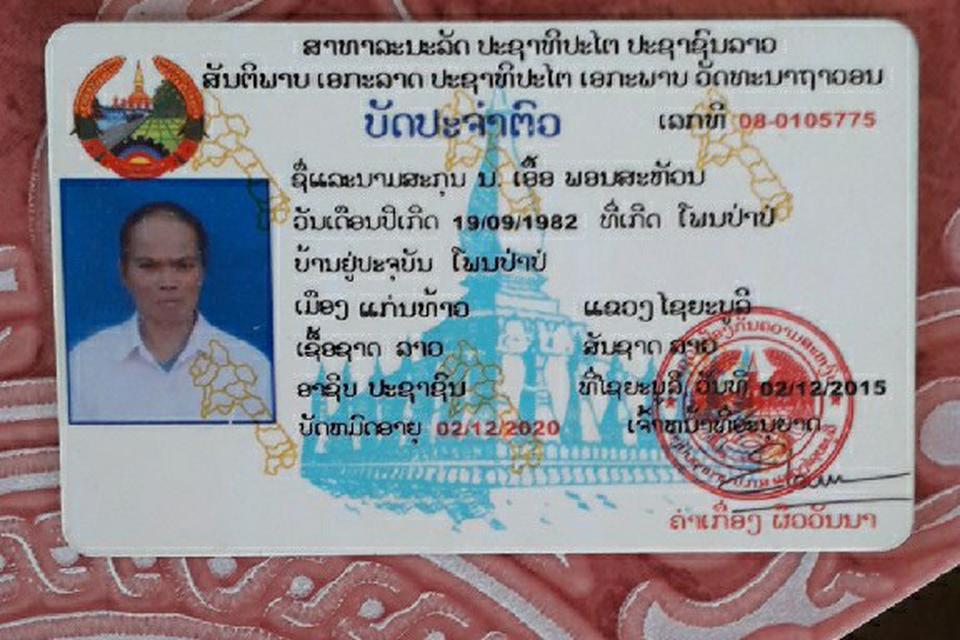 ສາທາລະນະລັດ ປະຊາທິປະໄຕ ປະຊາຊົນລາວ
ສັນຕິພາບ ເອກະລາດ ປະຊາທິປະໄຕ ເອກະພາບ ວັດທະນາຖາວອນ
ບັດປະຈຳຕົວ ເລກທີ 08-0105775
ຊື່ແລະນາມສະກຸນ ນ. ເອື້ອ ພອນສະຫັວນ
ວັນເດືອນປີເກີດ 19/09/1982 ທີ່ເກີດ ໂພນປ່າປໍ
ບ້ານຢູ່ປະຈຸບັນ ໂພນປ່າປໍ
ເມືອງ ແກ່ນທ້າວ ແຂວງ ໄຊຍະບູລີ
ເຊື້ອຊາດ ລາວ ສັນຊາດ ລາວ
ອາຊີບ ປະຊາຊົນ ທີ່ໄຊຍະບູລີ, ວັນທີ 02/12/2015
ບັດຫມົດອາຍຸ 02/12/2020 ເຈົ້າຫນ້າທີ່ອະນຸຍາດ
ຄຳເກື່ອງ ຜິວວັນນາ